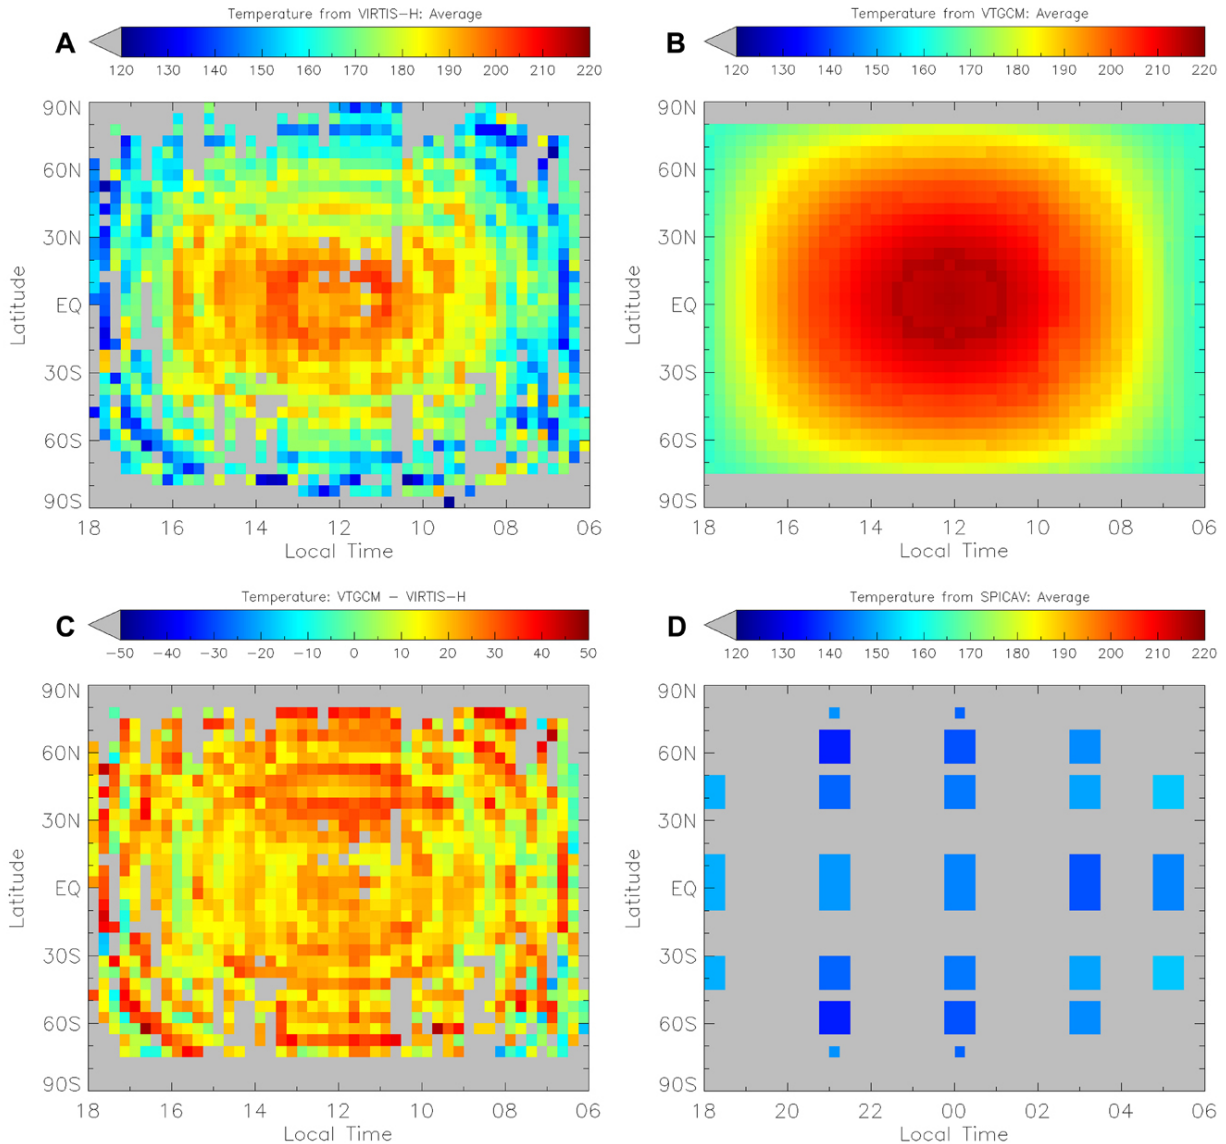 Temperature from VIRTIS-H: Average
A
120 130 140 150 160 170 180 190 200 210 220
90N
60N
30N
EQ
30S
60S
90S
Latitude
18 16 14 12 10 08 06
Local Time
Temperature from VTGCM: Average
B
120 130 140 150 160 170 180 190 200 210 220
90N
60N
30N
EQ
30S
60S
90S
Latitude
18 16 14 12 10 08 06
Local Time
Temperature: VTGCM − VIRTIS-H
C
−50 −40 −30 −20 −10 0 10 20 30 40 50
90N
60N
30N
EQ
30S
60S
90S
Latitude
18 16 14 12 10 08 06
Local Time
Temperature from SPICAV: Average
D
120 130 140 150 160 170 180 190 200 210 220
90N
60N
30N
EQ
30S
60S
90S
Latitude
18 20 22 00 02 04 06
Local Time